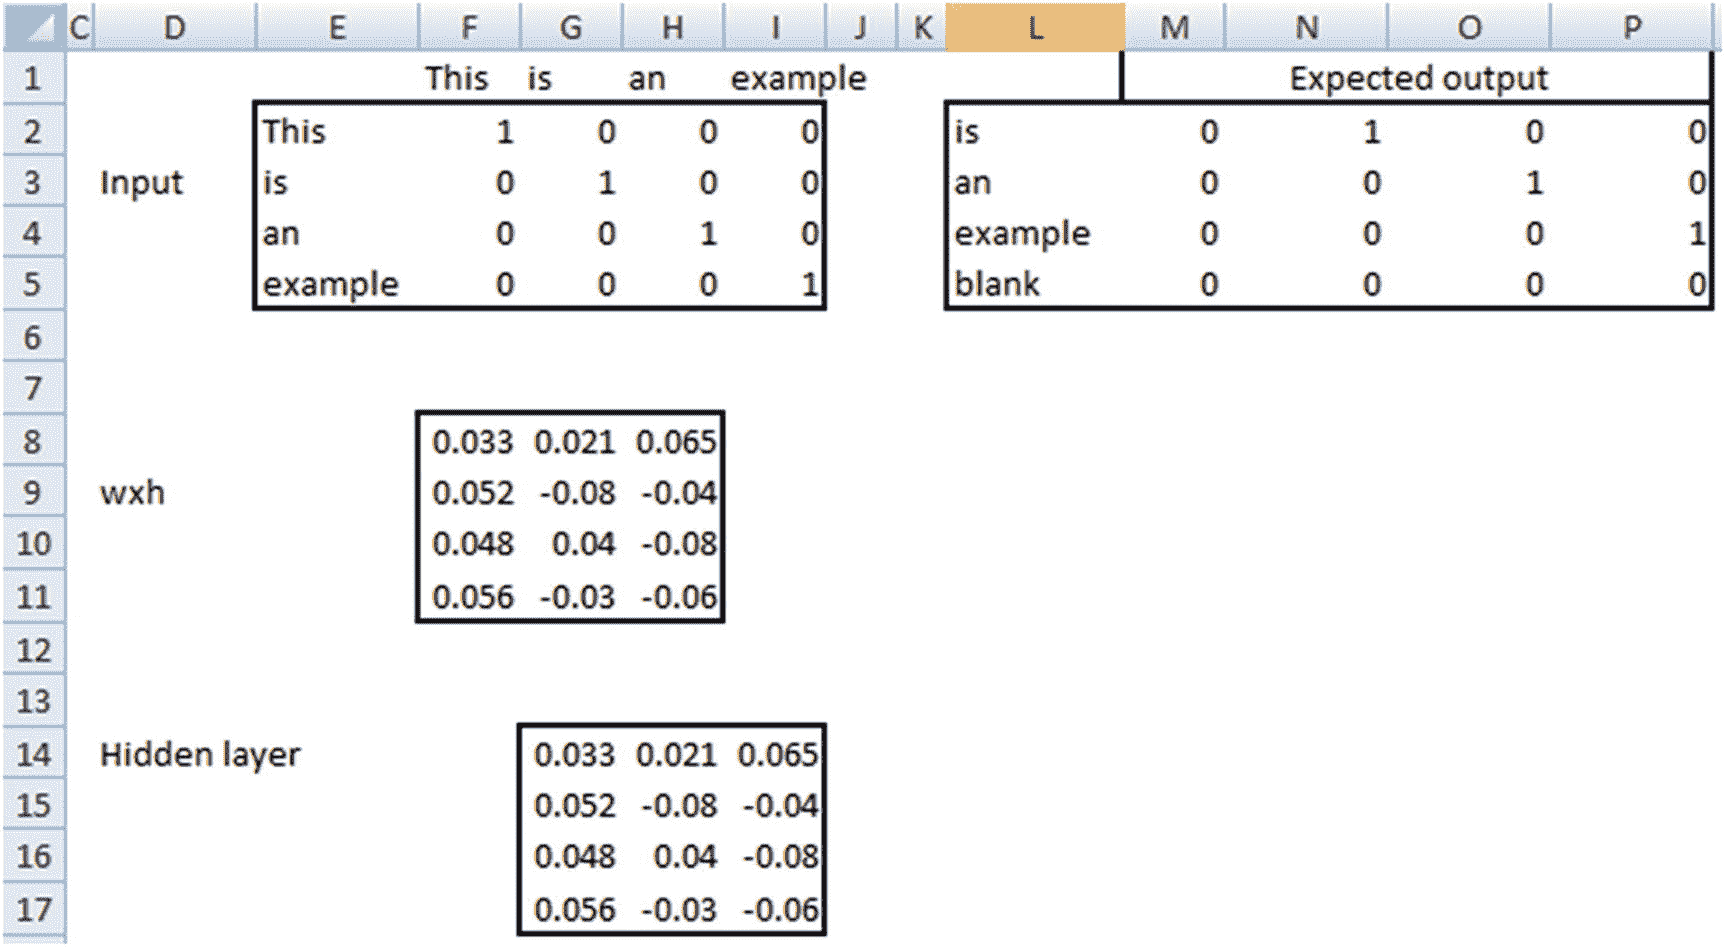 C D E F G H I J K L M N O P
1 This is an example Expected output
2 This 1 0 0 0 is 0 1 0 0
3 Input is 0 1 0 0 an 0 0 1 0
4 an 0 0 1 0 example 0 0 0 1
5 example 0 0 0 1 blank 0 0 0 0
6
7
8 0.033 0.021 0.065
9 wxh 0.052 -0.08 -0.04
10 0.048 0.04 -0.08
11 0.056 -0.03 -0.06
12
13
14 Hidden layer 0.033 0.021 0.065
15 0.052 -0.08 -0.04
16 0.048 0.04 -0.08
17 0.056 -0.03 -0.06